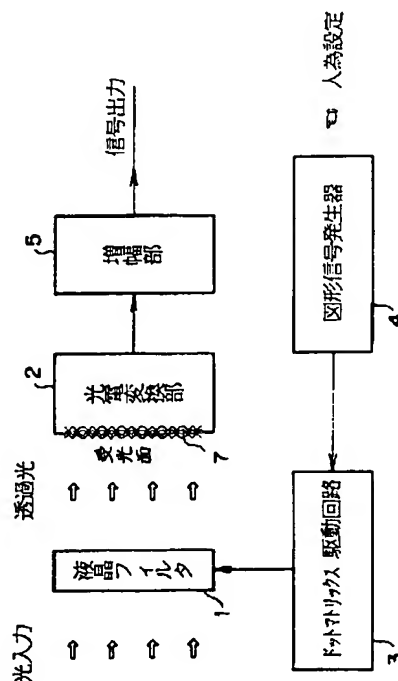 光入力
透過光
液晶フィルタ
1
受光面
7
光電変換部
2
増幅部
5
信号出力
ドットマトリックス駆動回路
3
図形信号発生器
4
人為設定